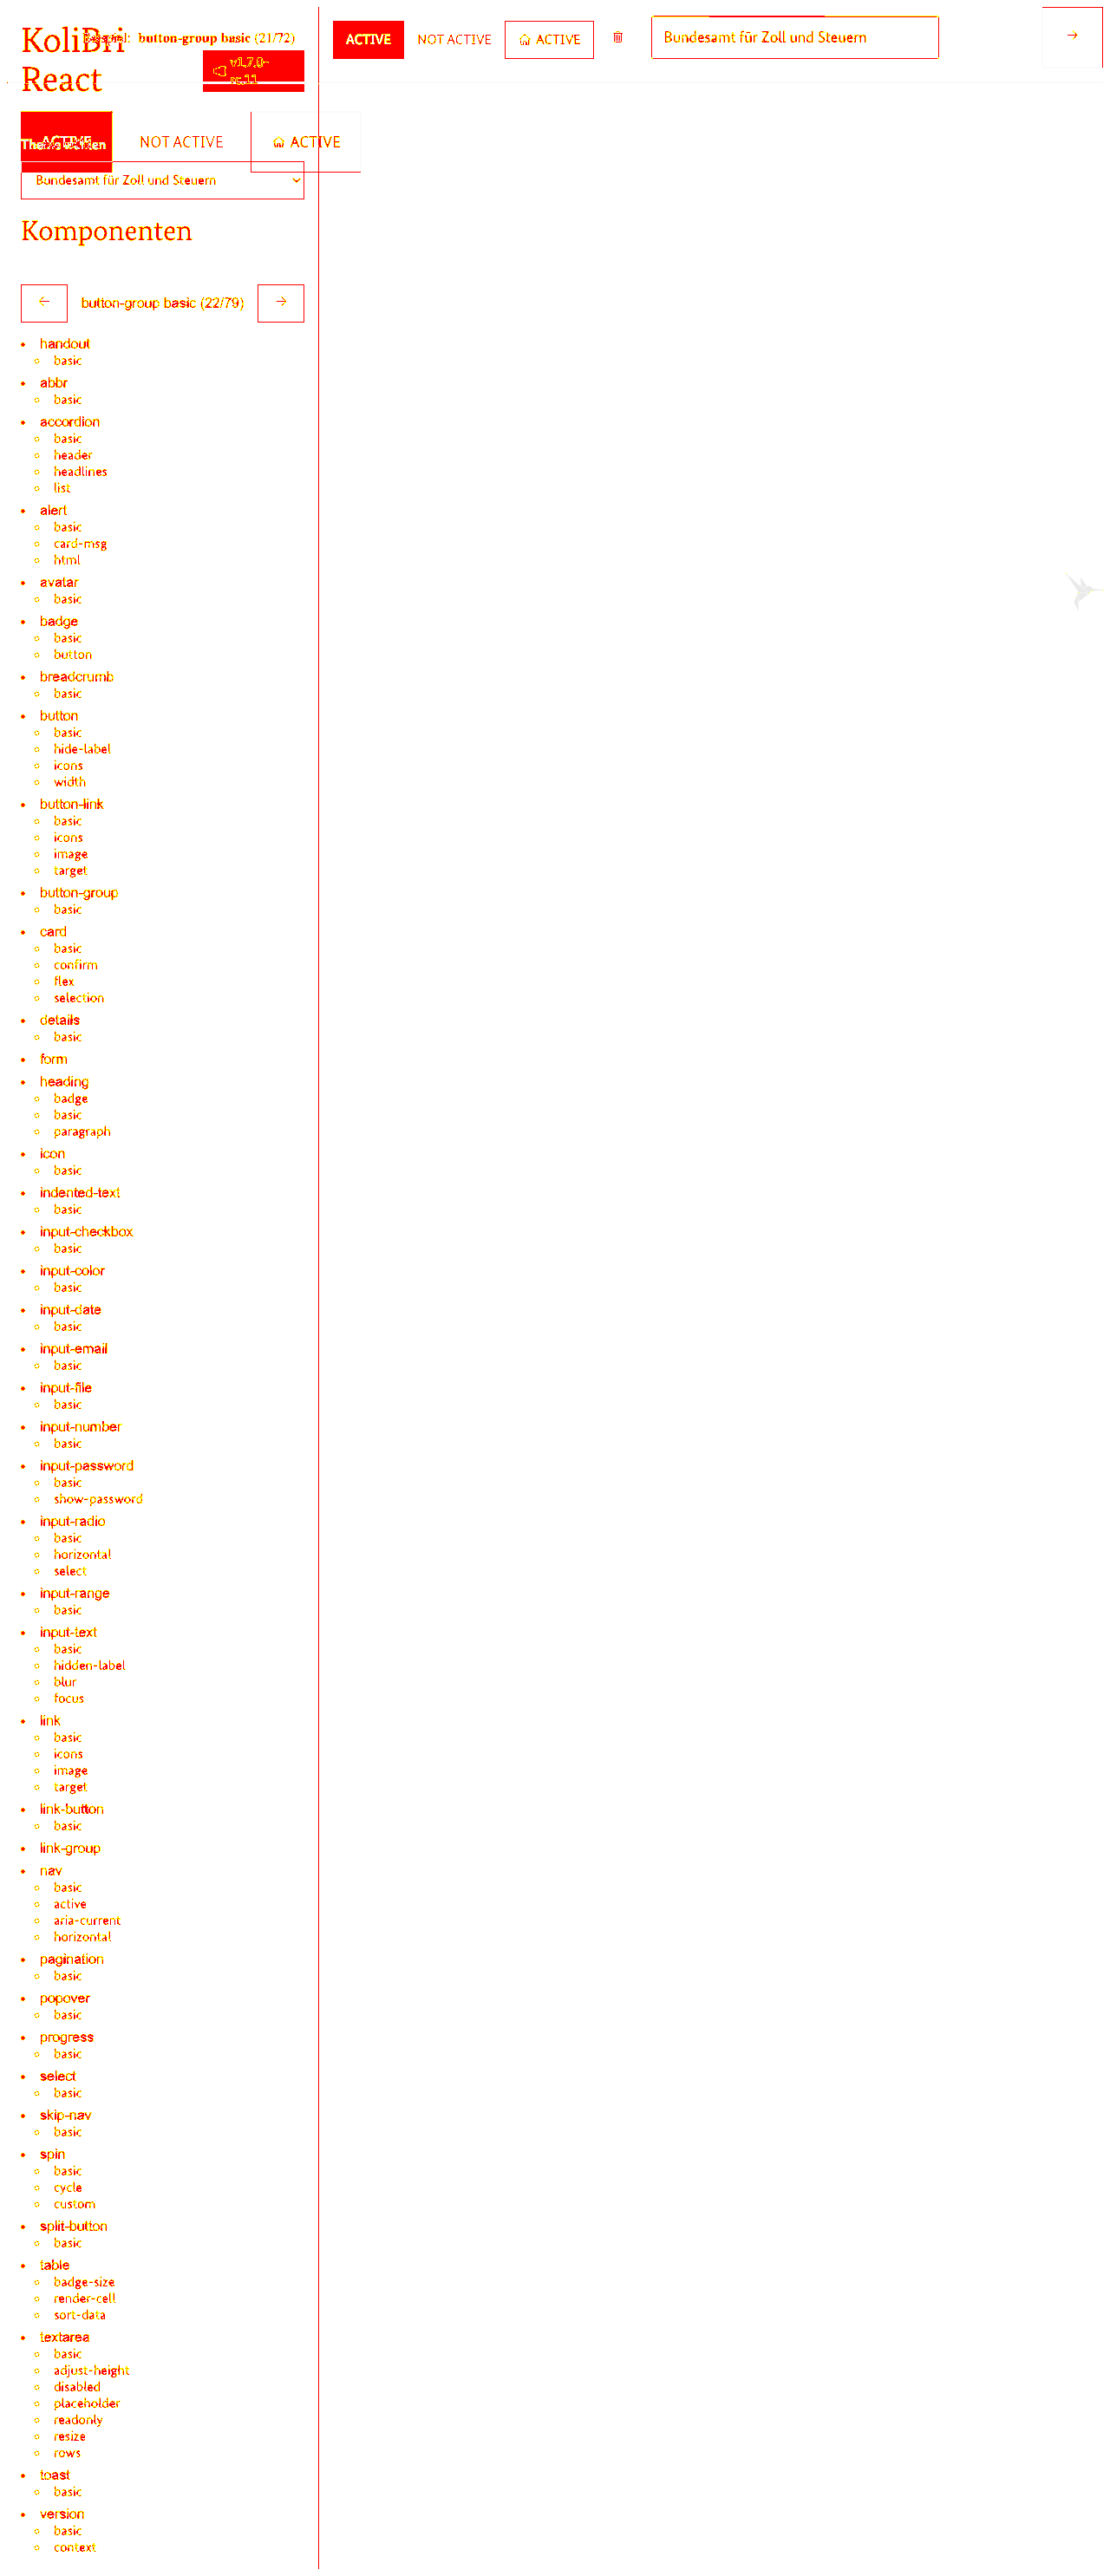 KoliBri
React
Beispiel: button-group basic (21/72)
v1.7.0-
rc.11
ACTIVE NOT ACTIVE ACTIVE
Bundesamt für Zoll und Steuern
ACTIVE NOT ACTIVE ACTIVE
Bundesamt für Zoll und Steuern
Komponenten
button-group basic (22/79)
handout
basic
abbr
basic
accordion
basic
header
headlines
list
alert
basic
card-msg
html
avatar
basic
badge
basic
button
breadcrumb
basic
button
basic
hide-label
icons
width
button-link
basic
icons
image
target
button-group
basic
card
basic
confirm
flex
selection
details
basic
form
heading
badge
basic
paragraph
icon
basic
indented-text
basic
input-checkbox
basic
input-color
basic
input-date
basic
input-email
basic
input-file
basic
input-number
basic
input-password
basic
show-password
input-radio
basic
horizontal
select
input-range
basic
input-text
basic
hidden-label
blur
focus
link
basic
icons
image
target
link-button
basic
link-group
nav
basic
active
aria-current
horizontal
pagination
basic
popover
basic
progress
basic
select
basic
skip-nav
basic
spin
basic
cycle
custom
split-button
basic
table
badge-size
render-cell
sort-data
textarea
basic
adjust-height
disabled
placeholder
readonly
resize
rows
toast
basic
version
basic
context